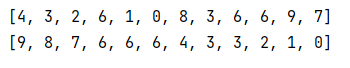 [4, 3, 2, 6, 1, 0, 8, 3, 6, 6, 9, 7]
[9, 8, 7, 6, 6, 6, 4, 3, 3, 2, 1, 0]